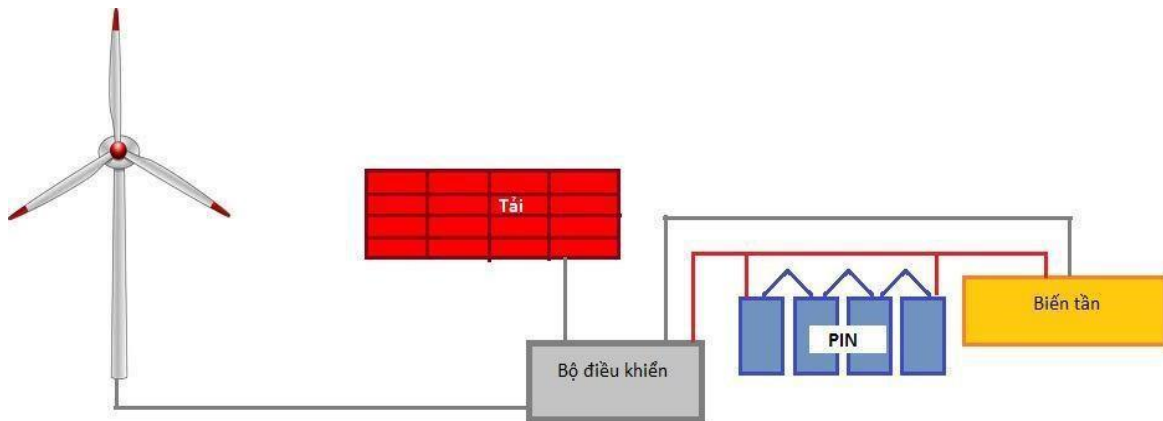 Tải
Bộ điều khiển
PIN
Biến tần